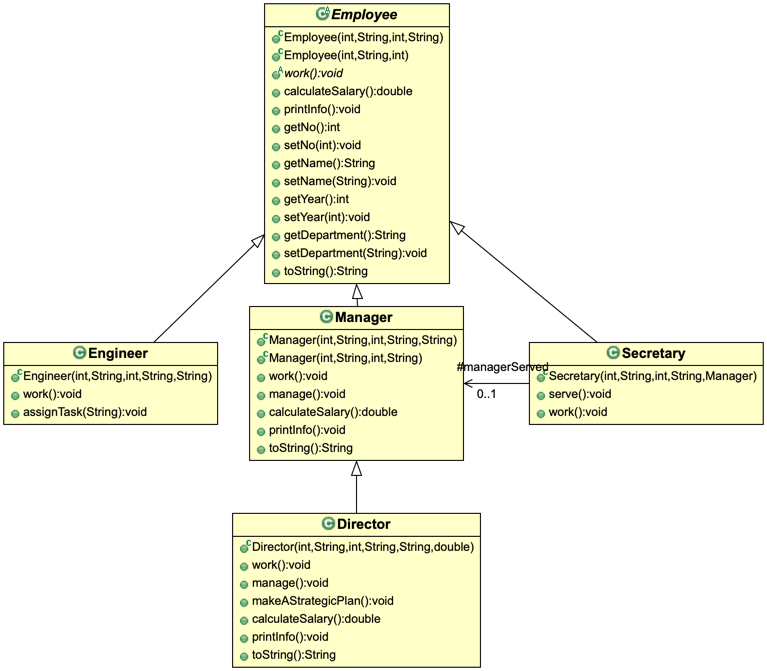 Employee
Employee(int,String,int,String)
Employee(int,String,int)
work():void
calculateSalary():double
printInfo():void
getNo():int
setNo(int):void
getName():String
setName(String):void
getYear():int
setYear(int):void
getDepartment():String
setDepartment(String):void
toString():String
Engineer
Engineer(int,String,int,String,String)
work():void
assignTask(String):void
Manager
Manager(int,String,int,String,String)
Manager(int,String,int,String)
work():void
manage():void
calculateSalary():double
printInfo():void
toString():String
#managerServed
0..1
Secretary
Secretary(int,String,int,String,Manager)
serve():void
work():void
Director
Director(int,String,int,String,String,double)
work():void
manage():void
makeAStrategicPlan():void
calculateSalary():double
printInfo():void
toString():String